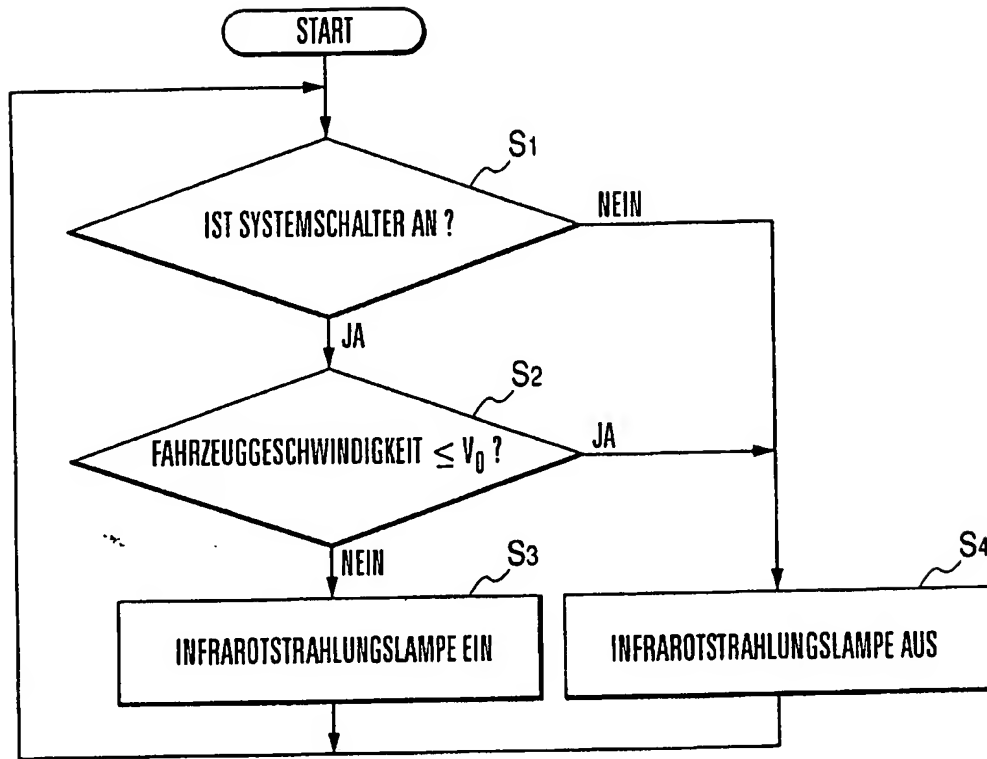 START
S1
IST SYSTEMSCHALTER AN ?
NEIN
JA
S2
FAHRZEUGGESCHWINDIGKEIT ≤ V0 ?
JA
NEIN
S3
S4
INFRAROTSTRAHLUNGSLAMPE EIN
INFRAROTSTRAHLUNGSLAMPE AUS